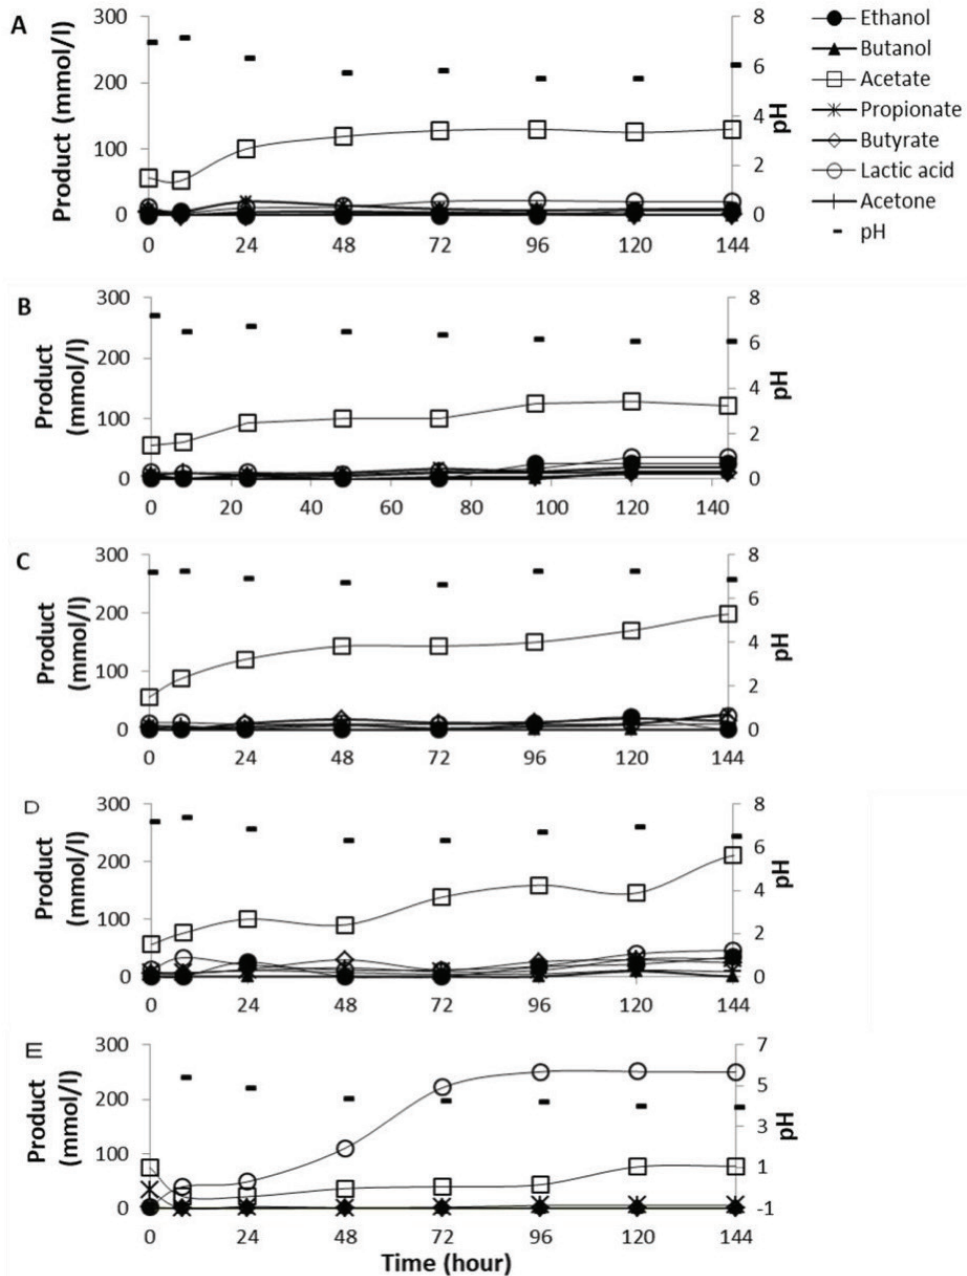 A
Product (mmol/l)
300
200
100
0
8
6
4
2
0
pH
0 24 48 72 96 120 144
Ethanol
Butanol
Acetate
Propionate
Butyrate
Lactic acid
Acetone
pH
B
Product
(mmol/l)
300
200
100
0
8
6
4
2
0
pH
0 20 40 60 80 100 120 140
C
Product
(mmol/l)
300
200
100
0
8
6
4
2
0
pH
0 24 48 72 96 120 144
D
Product
(mmol/l)
300
200
100
0
8
6
4
2
0
pH
0 24 48 72 96 120 144
E
Product
(mmol/l)
300
200
100
0
7
5
3
1
-1
pH
0 24 48 72 96 120 144
Time (hour)